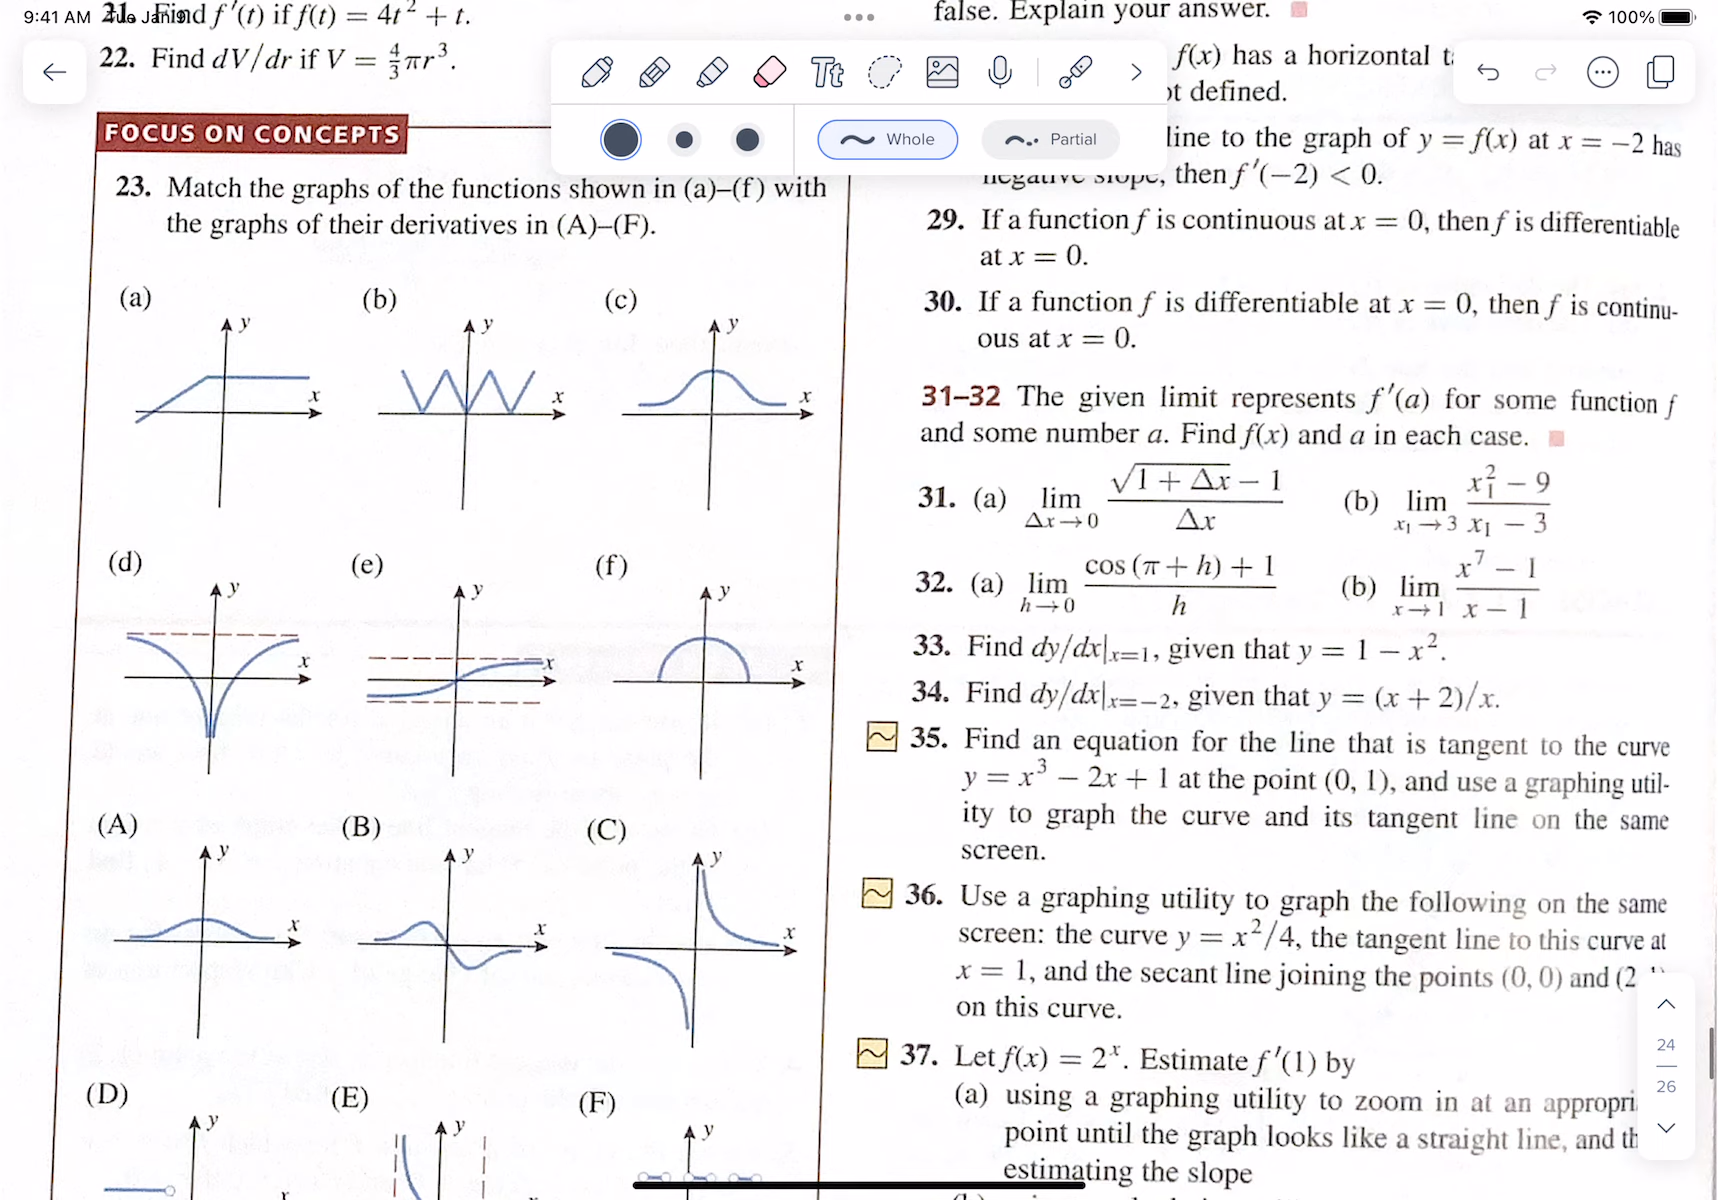 9:41 AM Tue Jan 9
100%
21. Find f'(t) if f(t) = 4t² + t.
22. Find dV/dr if V = 4/3 πr³.
FOCUS ON CONCEPTS
23. Match the graphs of the functions shown in (a)–(f) with
the graphs of their derivatives in (A)–(F).
(a) (b) (c)
y y y
x x x
(d) (e) (f)
y y y
x x x
(A) (B) (C)
y y y
x x x
(D) (E) (F)
y y y
x x
Tt
Whole
Partial
false. Explain your answer.
f(x) has a horizontal
defined.
line to the graph of y = f(x) at x = −2 has
negative slope, then f'(−2) < 0.
29. If a function f is continuous at x = 0, then f is differentiable
at x = 0.
30. If a function f is differentiable at x = 0, then f is continu-
ous at x = 0.
31–32 The given limit represents f'(a) for some function f
and some number a. Find f(x) and a in each case.
31. (a) lim Δx→0 (√1 + Δx − 1)/Δx (b) lim x₁→3 (x₁² − 9)/(x₁ − 3)
32. (a) lim h→0 (cos (π + h) + 1)/h (b) lim x→1 (x⁷ − 1)/(x − 1)
33. Find dy/dx|x=1, given that y = 1 − x².
34. Find dy/dx|x=−2, given that y = (x + 2)/x.
35. Find an equation for the line that is tangent to the curve
y = x³ − 2x + 1 at the point (0, 1), and use a graphing util-
ity to graph the curve and its tangent line on the same
screen.
36. Use a graphing utility to graph the following on the same
screen: the curve y = x²/4, the tangent line to this curve at
x = 1, and the secant line joining the points (0, 0) and (2
on this curve.
37. Let f(x) = 2ˣ. Estimate f'(1) by
(a) using a graphing utility to zoom in at an appropri
point until the graph looks like a straight line, and th
estimating the slope
24
26